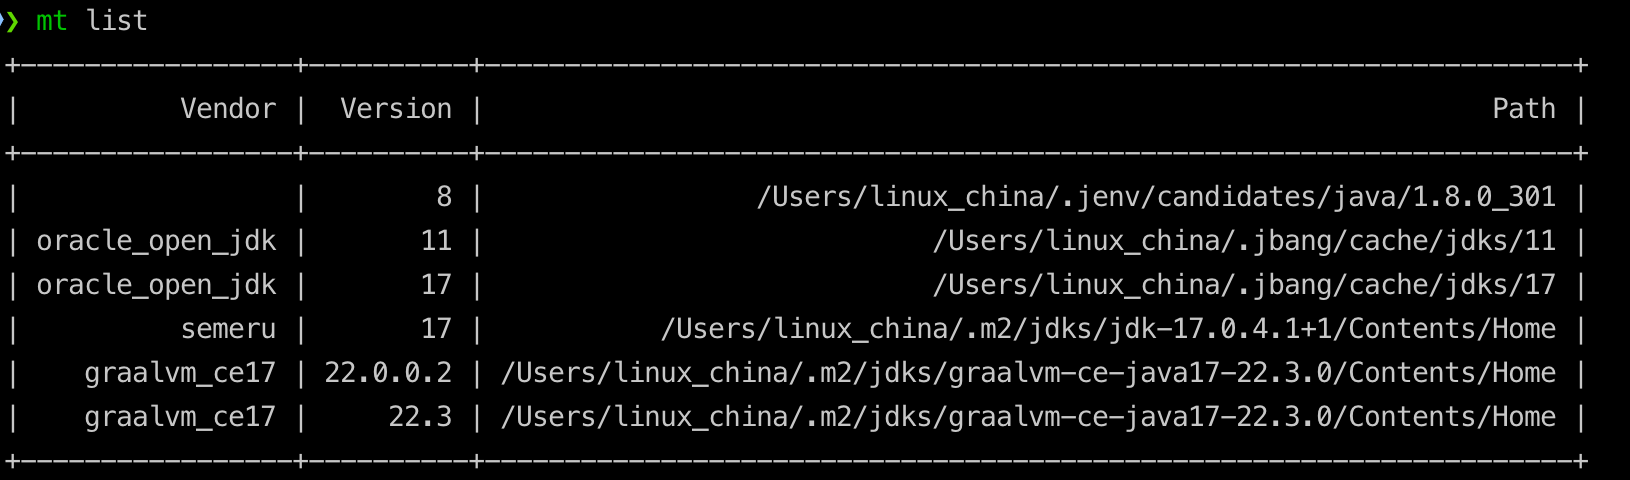 ❯ mt list
+-----------------+----------+--------------------------------------------------------------------+
|          Vendor |  Version |                                                               Path |
+-----------------+----------+--------------------------------------------------------------------+
|                 |        8 |                 /Users/linux_china/.jenv/candidates/java/1.8.0_301 |
| oracle_open_jdk |       11 |                            /Users/linux_china/.jbang/cache/jdks/11 |
| oracle_open_jdk |       17 |                            /Users/linux_china/.jbang/cache/jdks/17 |
|          semeru |       17 |           /Users/linux_china/.m2/jdks/jdk-17.0.4.1+1/Contents/Home |
|    graalvm_ce17 | 22.0.0.2 | /Users/linux_china/.m2/jdks/graalvm-ce-java17-22.3.0/Contents/Home |
|    graalvm_ce17 |     22.3 | /Users/linux_china/.m2/jdks/graalvm-ce-java17-22.3.0/Contents/Home |
+-----------------+----------+--------------------------------------------------------------------+